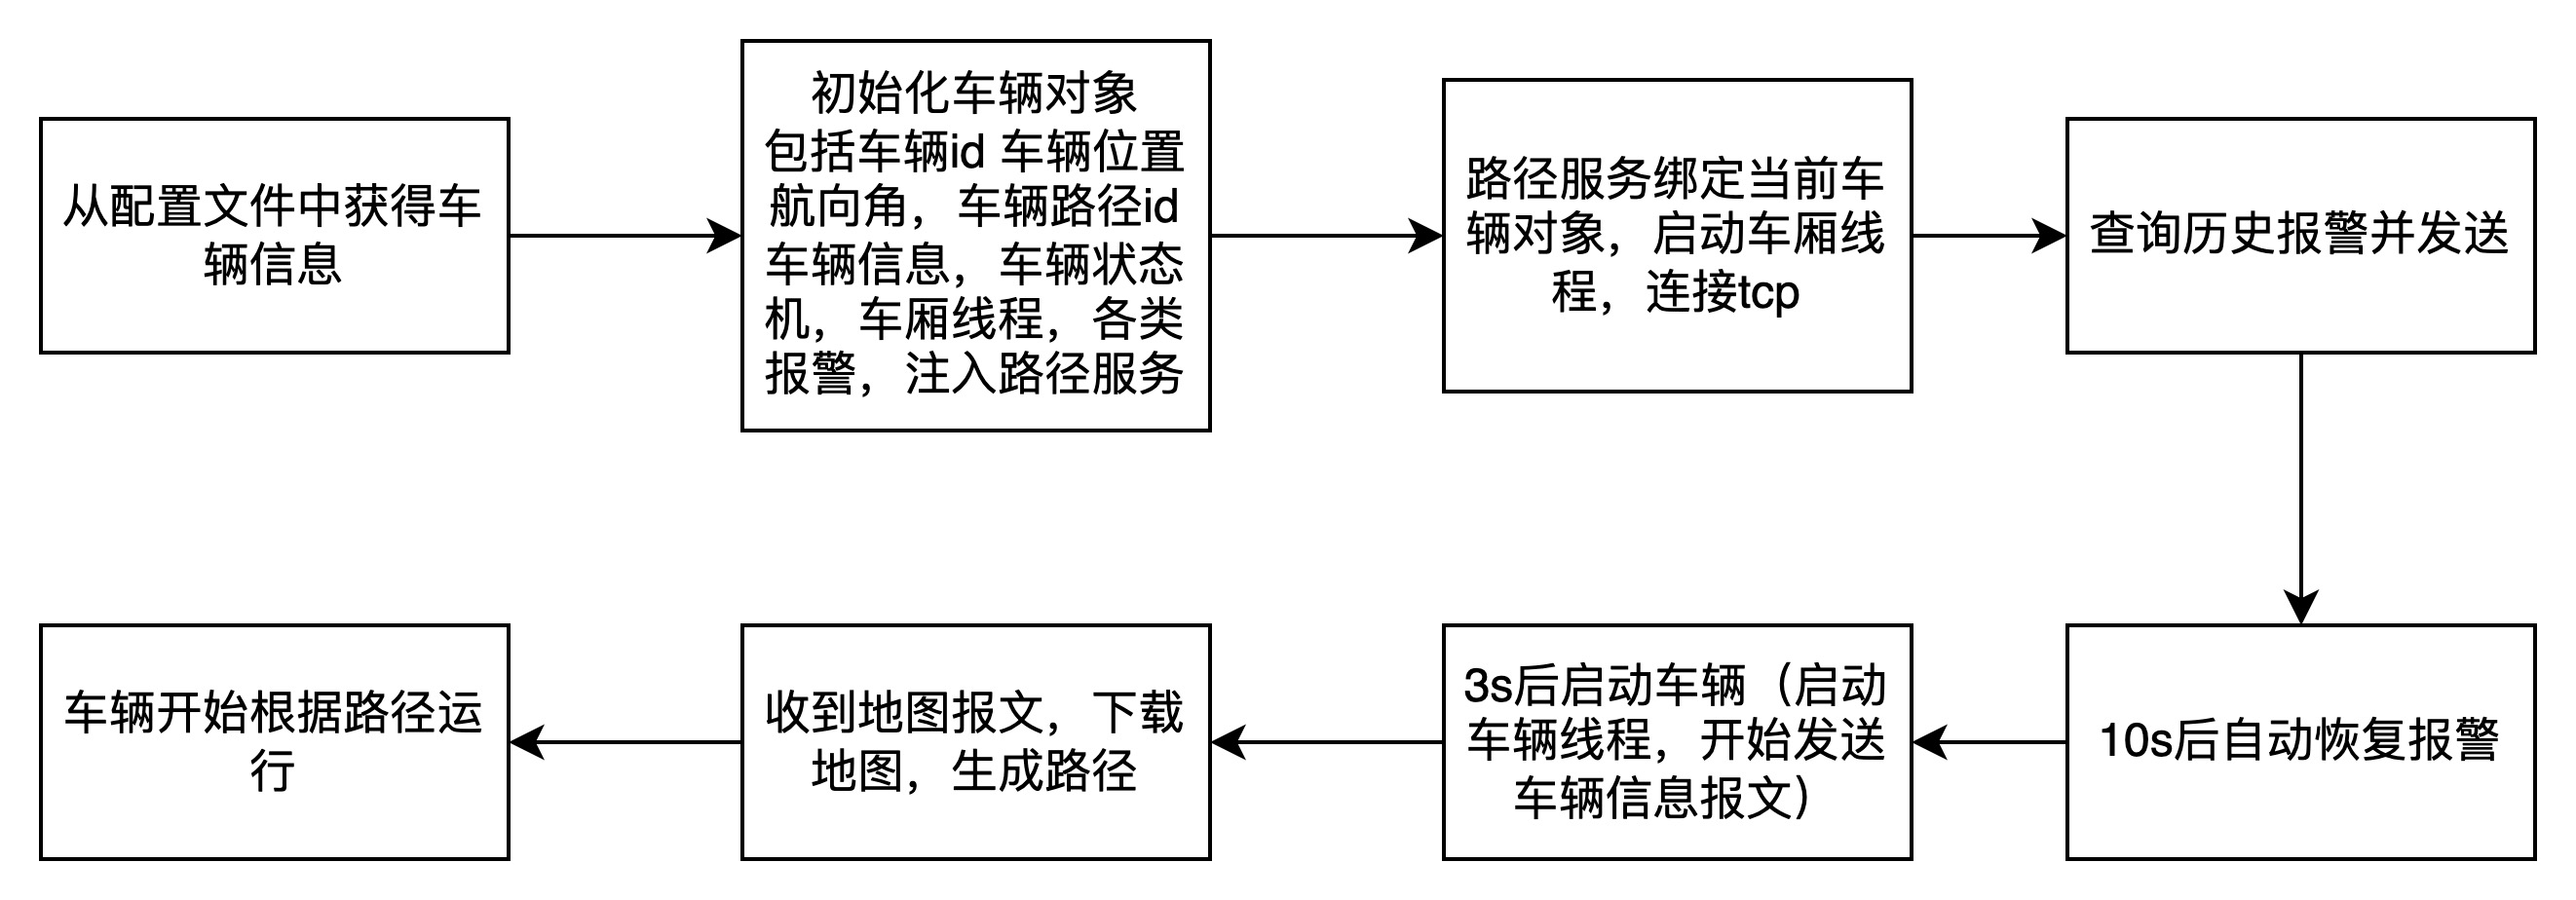 从配置文件中获得车
辆信息
初始化车辆对象
包括车辆id 车辆位置
航向角，车辆路径id
车辆信息，车辆状态
机，车厢线程，各类
报警，注入路径服务
路径服务绑定当前车
辆对象，启动车厢线
程，连接tcp
查询历史报警并发送
10s后自动恢复报警
3s后启动车辆（启动
车辆线程，开始发送
车辆信息报文）
收到地图报文，下载
地图，生成路径
车辆开始根据路径运
行